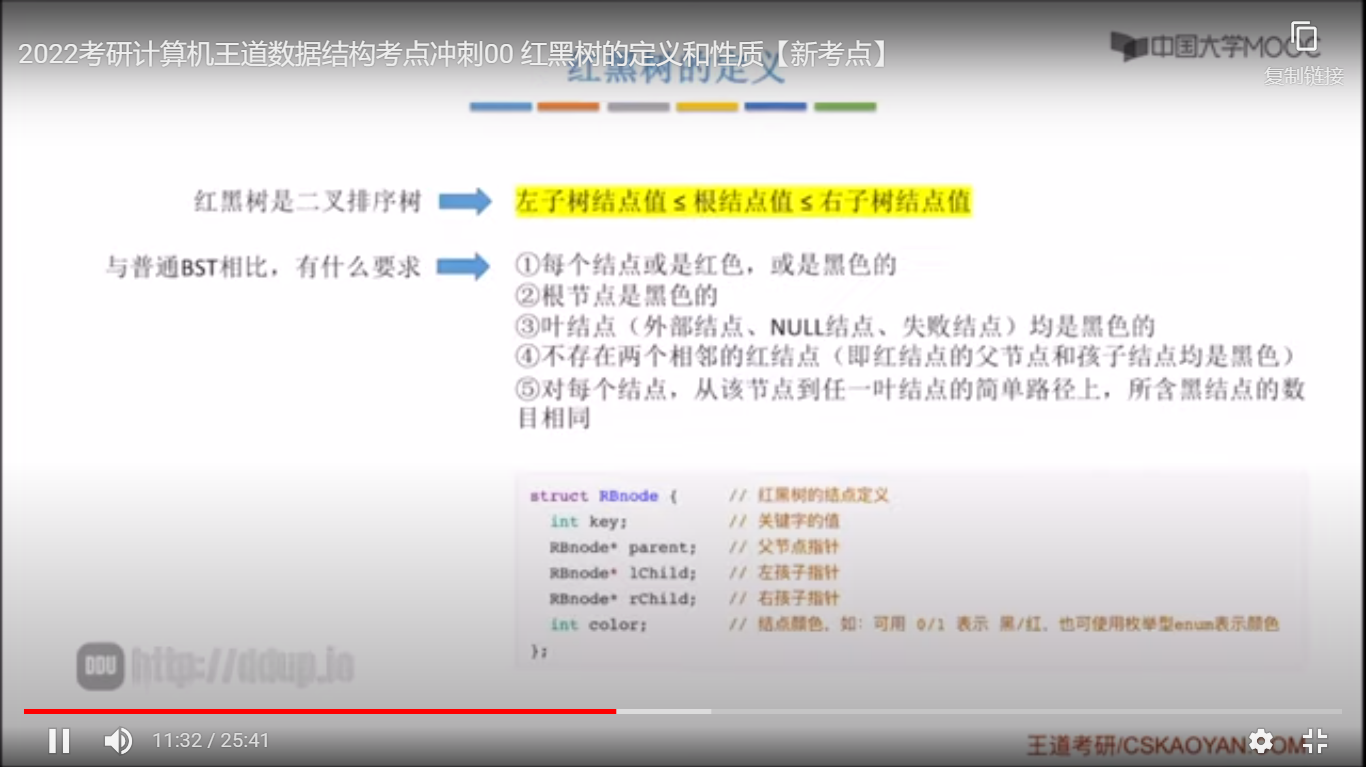 2022考研计算机王道数据结构考点冲刺00 红黑树的定义和性质【新考点】
中国大学MOOC
复制链接
红黑树的定义
红黑树是二叉排序树
左子树结点值 ≤ 根结点值 ≤ 右子树结点值
与普通BST相比，有什么要求
①每个结点或是红色，或是黑色的
②根节点是黑色的
③叶结点（外部结点、NULL结点、失败结点）均是黑色的
④不存在两个相邻的红结点（即红结点的父节点和孩子结点均是黑色）
⑤对每个结点，从该节点到任一叶结点的简单路径上，所含黑结点的数
目相同
struct RBnode { // 红黑树的结点定义
int key; // 关键字的值
RBnode* parent; // 父节点指针
RBnode* lChild; // 左孩子指针
RBnode* rChild; // 右孩子指针
int color; // 结点颜色，如：可用 0/1 表示 黑/红，也可使用枚举型enum表示颜色
};
DDU http://ddup.io
11:32 / 25:41
王道考研/CSKAOYAN.COM